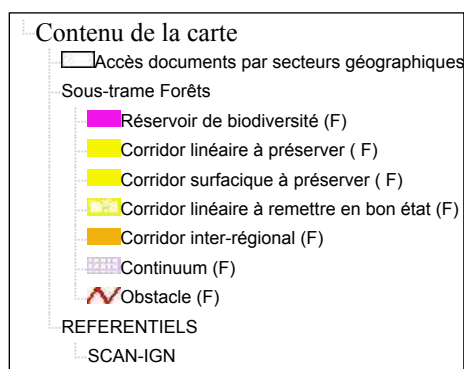 Contenu de la carte
Accès documents par secteurs géographiques
Sous-trame Forêts
Réservoir de biodiversité (F)
Corridor linéaire à préserver ( F)
Corridor surfacique à préserver ( F)
Corridor linéaire à remettre en bon état (F)
Corridor inter-régional (F)
Continuum (F)
Obstacle (F)
REFERENTIELS
SCAN-IGN